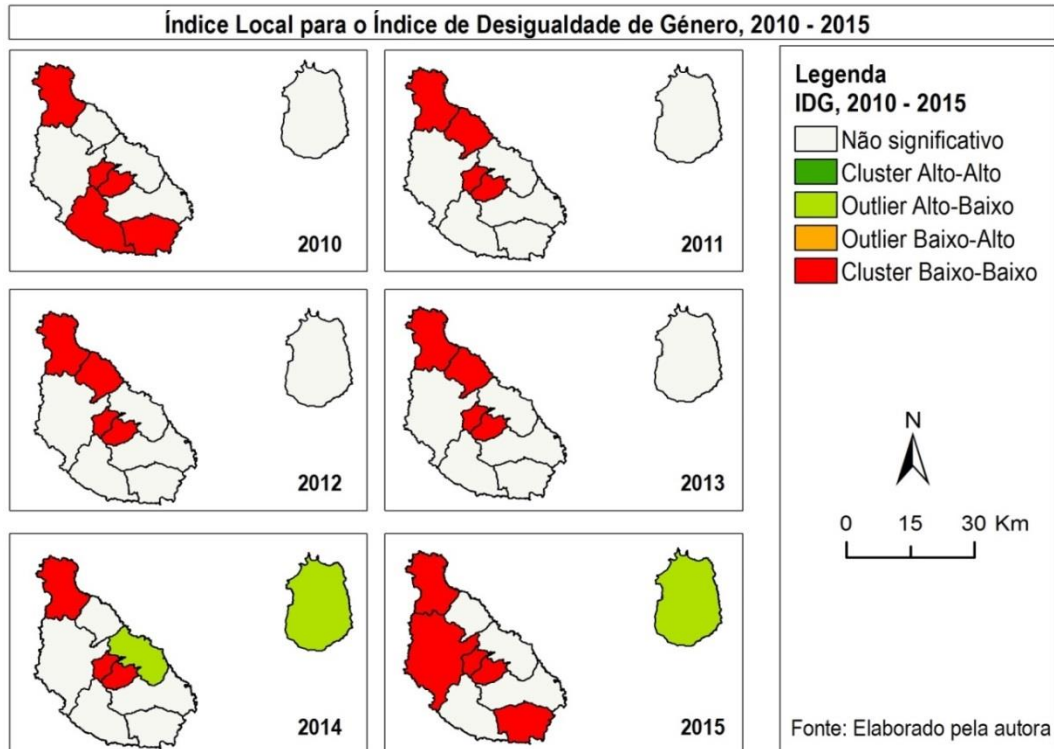 Índice Local para o Índice de Desigualdade de Género, 2010 - 2015
2010
2011
2012
2013
2014
2015
Legenda
IDG, 2010 - 2015
Não significativo
Cluster Alto-Alto
Outlier Alto-Baixo
Outlier Baixo-Alto
Cluster Baixo-Baixo
N
0 15 30 Km
Fonte: Elaborado pela autora